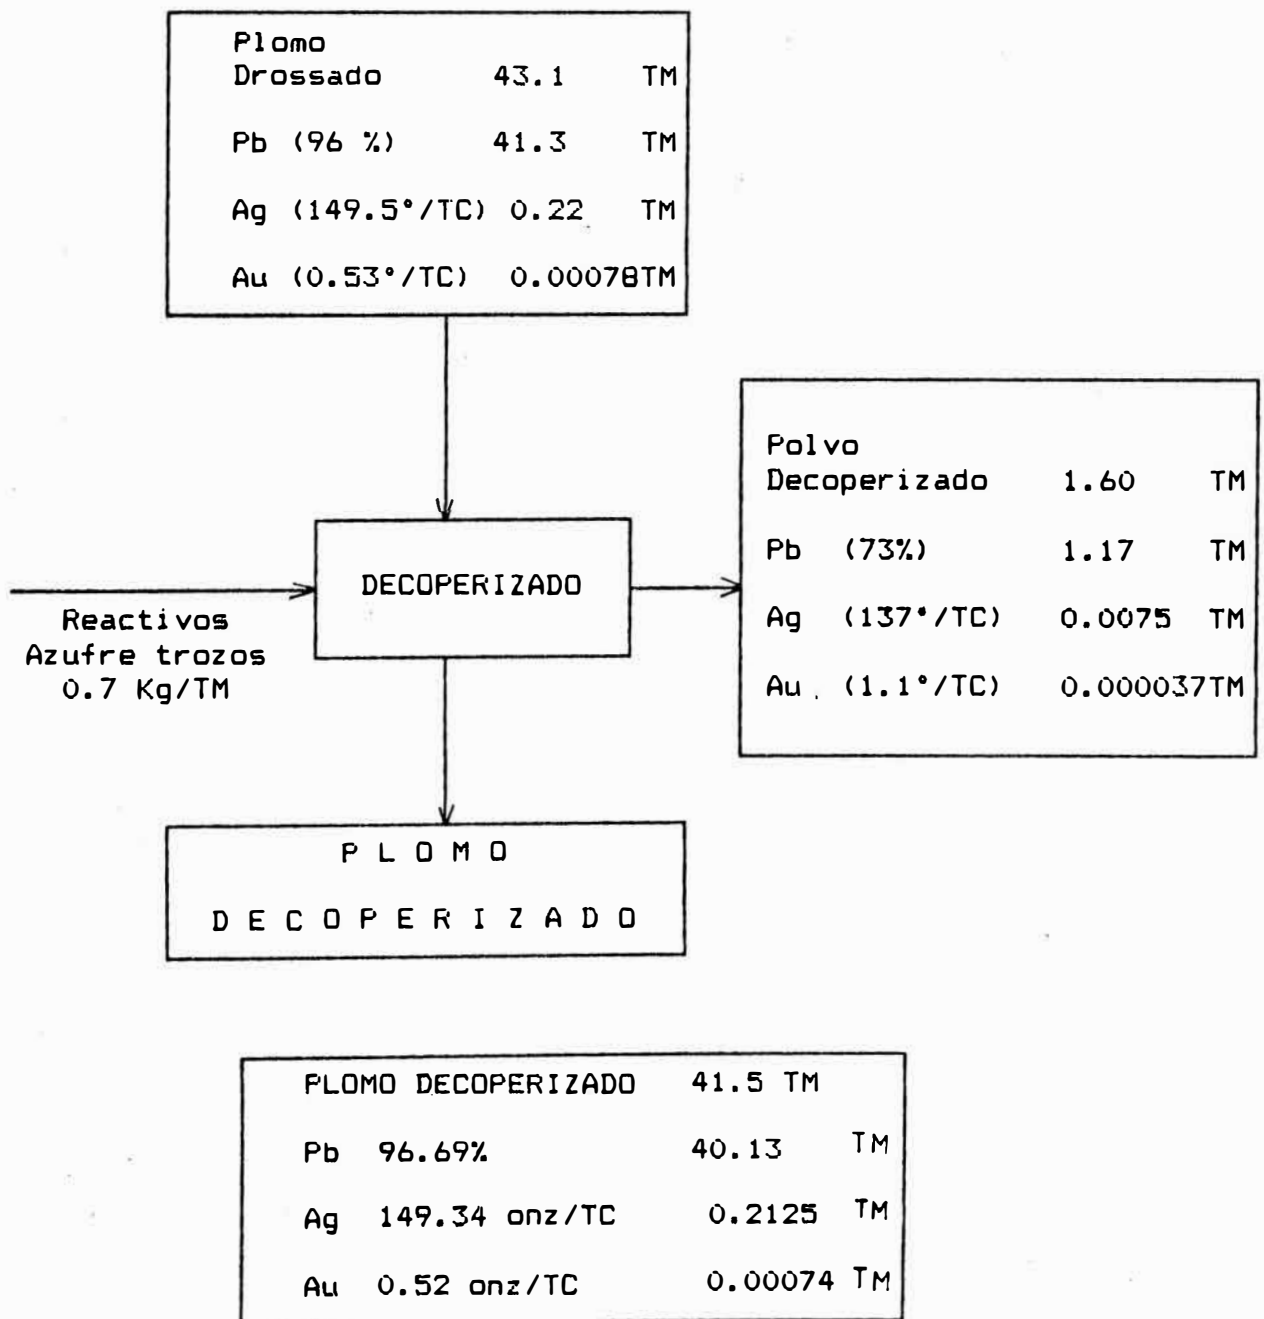 Plomo
Drossado 43.1 TM
Pb (96 %) 41.3 TM
Ag (149.5°/TC) 0.22 TM
Au (0.53°/TC) 0.00078TM
Polvo
Decoperizado 1.60 TM
Pb (73%) 1.17 TM
Ag (137°/TC) 0.0075 TM
Au (1.1°/TC) 0.000037TM
DECOPERIZADO
Reactivos
Azufre trozos
0.7 Kg/TM
P L O M O
D E C O P E R I Z A D O
PLOMO DECOPERIZADO 41.5 TM
Pb 96.69% 40.13 TM
Ag 149.34 onz/TC 0.2125 TM
Au 0.52 onz/TC 0.00074 TM